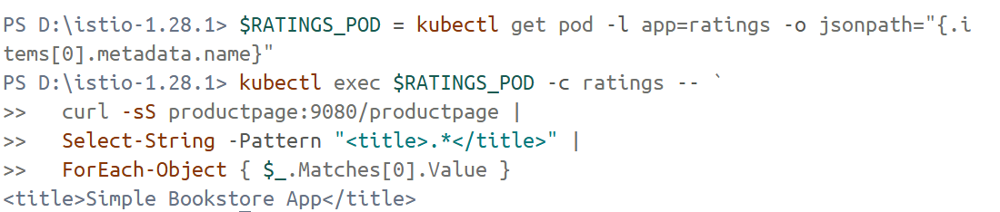 PS D:\istio-1.28.1> $RATINGS_POD = kubectl get pod -l app=ratings -o jsonpath="{.i
tems[0].metadata.name}"
PS D:\istio-1.28.1> kubectl exec $RATINGS_POD -c ratings -- `
>>   curl -sS productpage:9080/productpage |
>>   Select-String -Pattern "<title>.*</title>" |
>>   ForEach-Object { $_.Matches[0].Value }
<title>Simple Bookstore App</title>